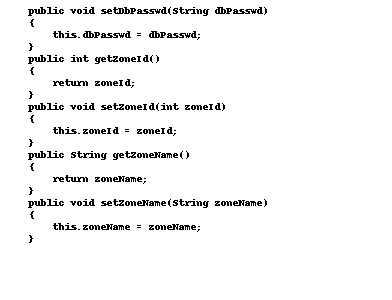 public void setDbPasswd(String dbPasswd)
{
this.dbPasswd = dbPasswd;
}
public int getZoneId()
{
return zoneId;
}
public void setZoneId(int zoneId)
{
this.zoneId = zoneId;
}
public String getZoneName()
{
return zoneName;
}
public void setZoneName(String zoneName)
{
this.zoneName = zoneName;
}